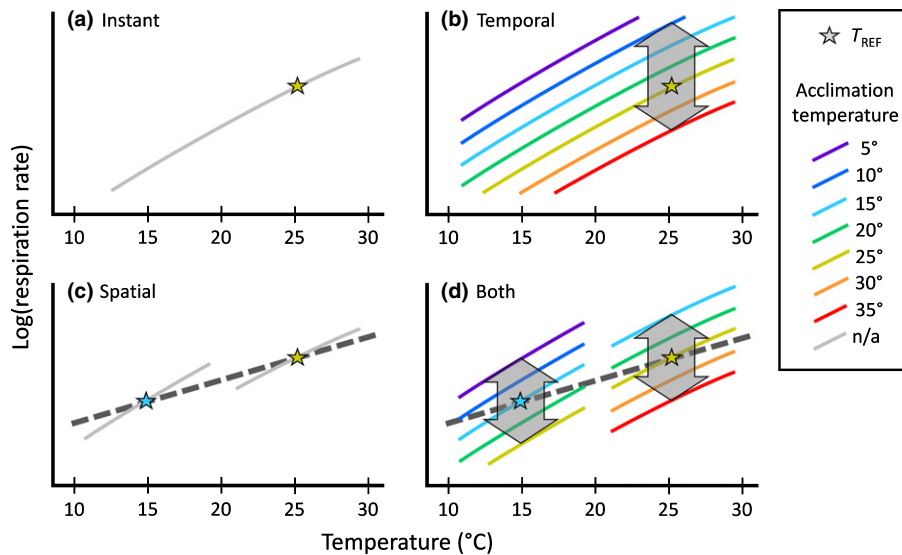 (a) Instant
(b) Temporal
T REF
Acclimation
temperature
5°
10°
15°
20°
25°
30°
35°
n/a
10 15 20 25 30
10 15 20 25 30
Log(respiration rate)
(c) Spatial
(d) Both
10 15 20 25 30
10 15 20 25 30
Temperature (°C)